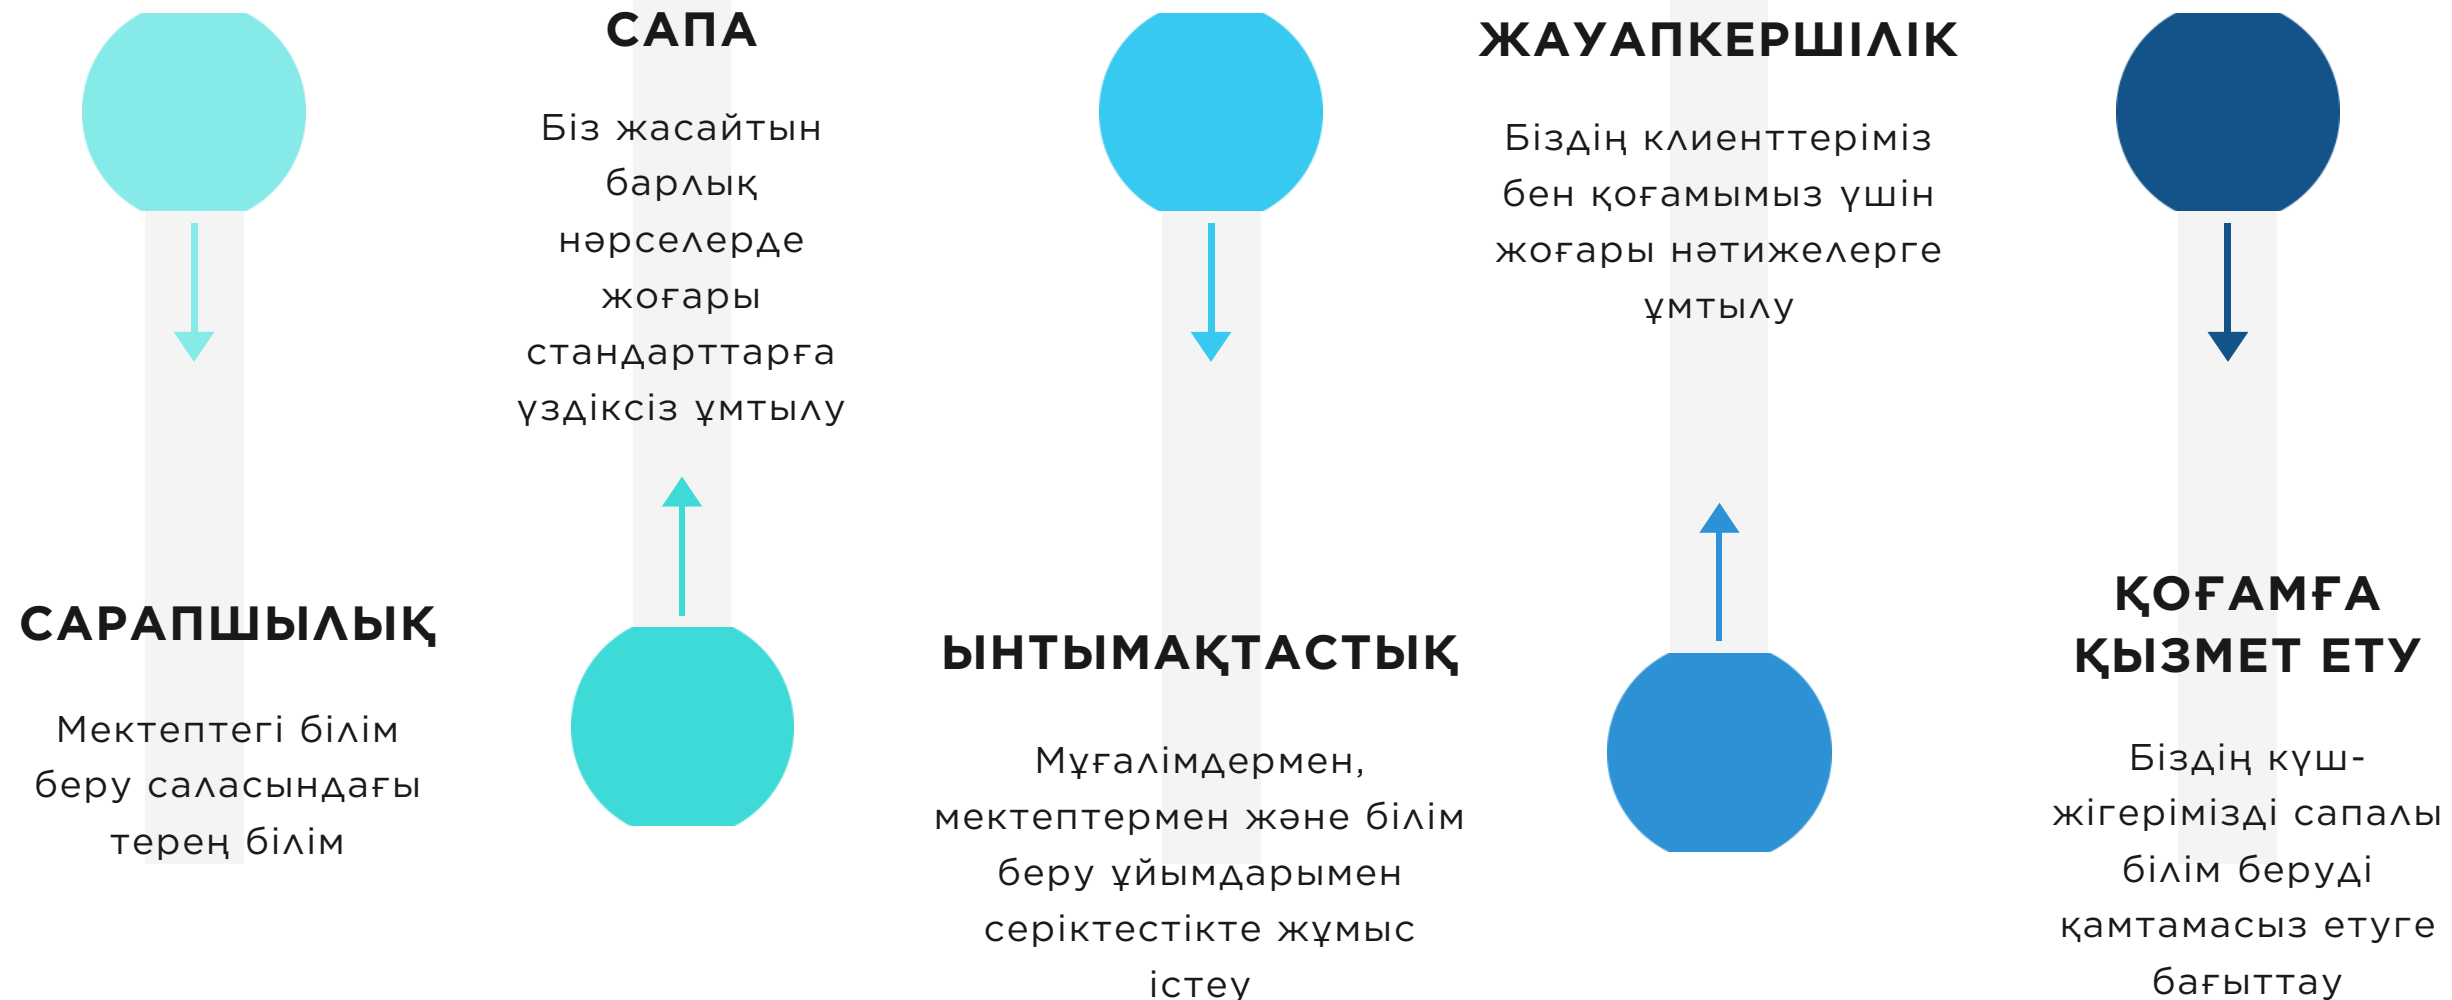 САРАПШЫЛЫҚ
Мектептегі білім
беру саласындағы
терең білім
САПА
Біз жасайтын
барлық
нәрселерде
жоғары
стандарттарға
үздіксіз ұмтылу
ЫНТЫМАҚТАСТЫҚ
Мұғалімдермен,
мектептермен және білім
беру ұйымдарымен
серіктестікте жұмыс
істеу
ЖАУАПКЕРШІЛІК
Біздің клиенттеріміз
бен қоғамымыз үшін
жоғары нәтижелерге
ұмтылу
ҚОҒАМҒА
ҚЫЗМЕТ ЕТУ
Біздің күш-
жігерімізді сапалы
білім беруді
қамтамасыз етуге
бағыттау